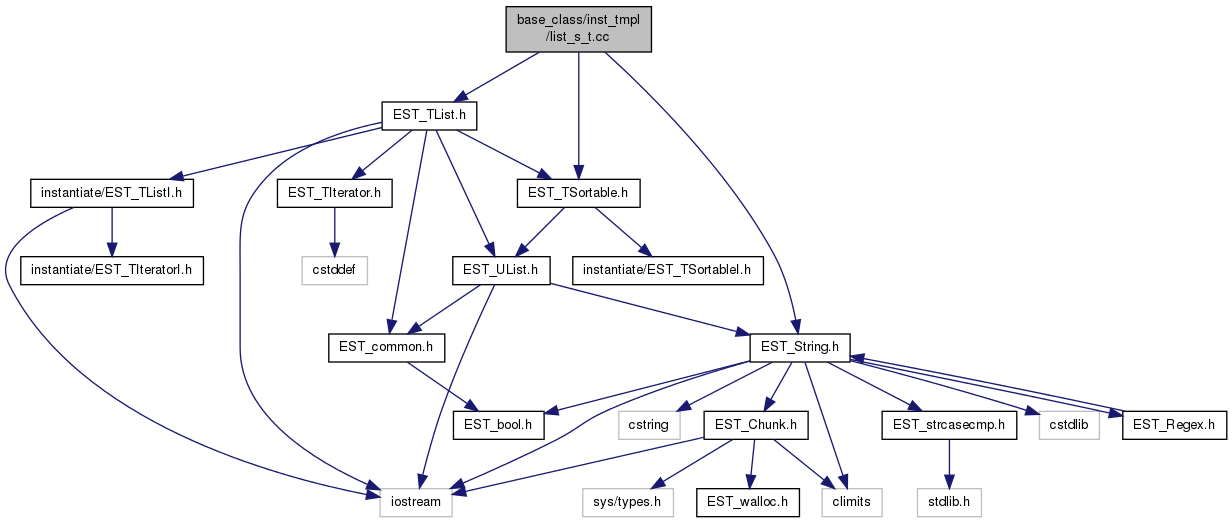 base_class/inst_tmpl
/list_s_t.cc
EST_TList.h
instantiate/EST_TListI.h
EST_TIterator.h
EST_TSortable.h
instantiate/EST_TIteratorI.h
cstddef
EST_UList.h
instantiate/EST_TSortableI.h
EST_common.h
EST_String.h
EST_bool.h
cstring
EST_Chunk.h
EST_strcasecmp.h
cstdlib
EST_Regex.h
iostream
sys/types.h
EST_walloc.h
climits
stdlib.h